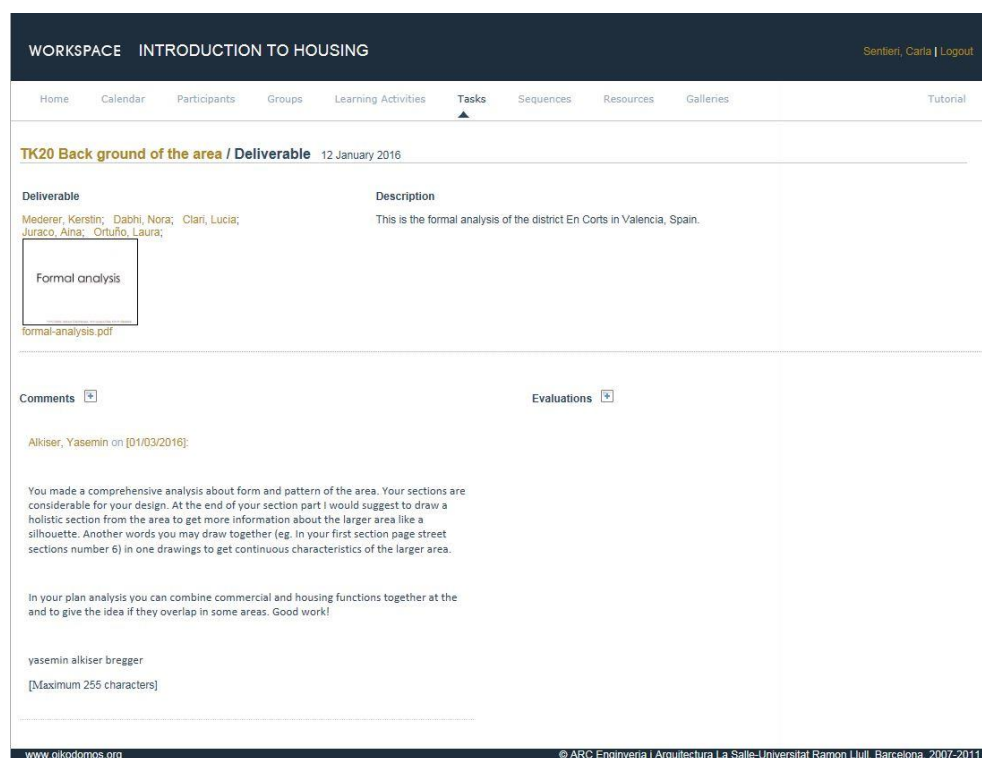 WORKSPACE INTRODUCTION TO HOUSING
Sentieri, Carla | Logout
Home Calendar Participants Groups Learning Activities Tasks Sequences Resources Galleries Tutorial
TK20 Back ground of the area / Deliverable 12 January 2016
Deliverable
Mederer, Kerstin; Dabhi, Nora; Clari, Lucia;
Juraco, Aina; Ortuño, Laura;
Formal analysis
formal-analysis.pdf
Description
This is the formal analysis of the district En Corts in Valencia, Spain.
Comments
Alkiser, Yasemin on [01/03/2016]:
You made a comprehensive analysis about form and pattern of the area. Your sections are
considerable for your design. At the end of your section part I would suggest to draw a
holistic section from the area to get more information about the larger area like a
silhouette. Another words you may draw together (eg. In your first section page street
sections number 6) in one drawings to get continuous characteristics of the larger area.
In your plan analysis you can combine commercial and housing functions together at the
and to give the idea if they overlap in some areas. Good work!
yasemin alkiser bregger
[Maximum 255 characters]
Evaluations
www.oikodomos.org
© ARC Enginyeria i Arquitectura La Salle-Universitat Ramon Llull, Barcelona, 2007-2011